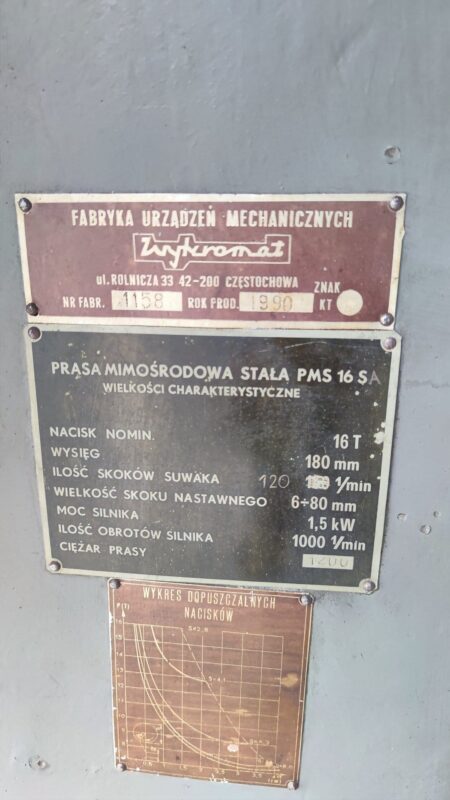 FABRYKA URZĄDZEŃ MECHANICZNYCH
Wykromat
ul. ROLNICZA 33 42-200 CZĘSTOCHOWA
NR FABR. 1158 ROK PROD. 1990 ZNAK KT
PRASA MIMOŚRODOWA STAŁA PMS 16 SA
WIELKOŚCI CHARAKTERYSTYCZNE
NACISK NOMIN. 16 T
WYSIĘG 180 mm
ILOŚĆ SKOKÓW SUWAKA 120 1/min
WIELKOŚĆ SKOKU NASTAWNEGO 6÷80 mm
MOC SILNIKA 1,5 kW
ILOŚĆ OBROTÓW SILNIKA 1000 1/min
CIĘŻAR PRASY 1200
WYKRES DOPUSZCZALNYCH
NACISKÓW